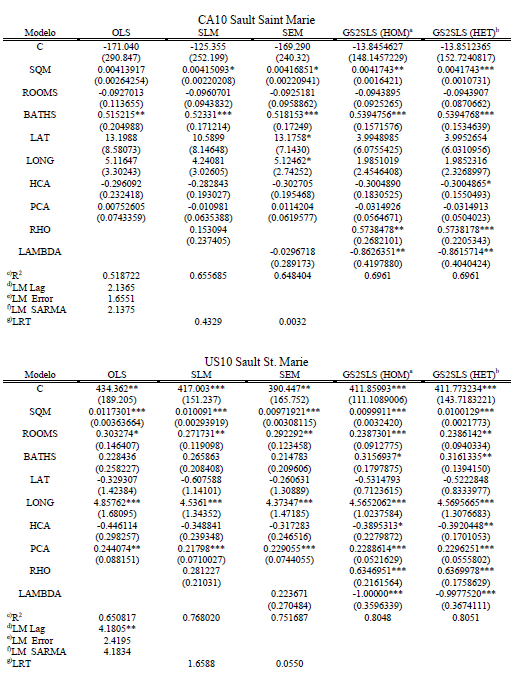 CA10 Sault Saint Marie
Modelo OLS SLM SEM GS2SLS (HOM)a GS2SLS (HET)b
C -171.040 -125.355 -169.290 -13.8454627 -13.8512365
(290.847) (252.199) (240.32) (148.1457229) (152.7240817)
SQM 0.00413917 0.00415093* 0.00416851* 0.0041743** 0.0041743***
(0.00264254) (0.00220208) (0.00220941) (0.0016421) (0.0010731)
ROOMS -0.0927013 -0.0960701 -0.0925181 -0.0943895 -0.0943907
(0.113655) (0.0943832) (0.0958862) (0.0925265) (0.0870662)
BATHS 0.515215** 0.52331*** 0.518153*** 0.5394756*** 0.5394768***
(0.204988) (0.171214) (0.17249) (0.1571576) (0.1534639)
LAT 13.1988 10.5899 13.1758* 3.9948985 3.9952654
(8.58073) (8.14648) (7.1430) (6.0755425) (6.0310956)
LONG 5.11647 4.24081 5.12462* 1.9851019 1.9852316
(3.30243) (3.02605) (2.74252) (2.4546408) (2.3268997)
HCA -0.296092 -0.282843 -0.302705 -0.3004890 -0.3004865*
(0.232418) (0.193027) (0.195468) (0.1830525) (0.1550493)
PCA 0.00752605 -0.010981 0.0114204 -0.0314926 -0.0314913
(0.0743359) (0.0635388) (0.0619577) (0.0564671) (0.0504023)
RHO 0.153094 0.5738478** 0.5738178***
(0.237405) (0.2682101) (0.2205343)
LAMBDA -0.0296718 -0.8626351** -0.8615714**
(0.289173) (0.4197880) (0.4040424)
c)R2 0.518722 0.655685 0.648404 0.6961 0.6961
d)LM Lag 2.1365
e)LM Error 1.6551
f)LM SARMA 2.1375
g)LRT 0.4329 0.0032
US10 Sault St. Marie
Modelo OLS SLM SEM GS2SLS (HOM)a GS2SLS (HET)b
C 434.362** 417.003*** 390.447** 411.85993*** 411.773234***
(189.205) (151.237) (165.752) (111.1089006) (143.7183221)
SQM 0.0117301*** 0.010091*** 0.00971921*** 0.0099911*** 0.0100129***
(0.00363664) (0.00293919) (0.00308115) (0.0032420) (0.0021773)
ROOMS 0.303274* 0.271731** 0.292292** 0.2387301*** 0.2386142**
(0.146407) (0.119098) (0.123458) (0.0912775) (0.0940334)
BATH 0.228436 0.265863 0.214783 0.3156937* 0.3161335**
(0.258227) (0.208408) (0.209606) (0.1797875) (0.1394150)
LAT -0.329307 -0.607588 -0.260631 -0.5314793 -0.5222848
(1.42384) (1.14101) (1.30889) (0.7123615) (0.8333977)
LONG 4.85762*** 4.5361*** 4.37347*** 4.5652062*** 4.5695665***
(1.68095) (1.34352) (1.47185) (1.0237584) (1.3076683)
HCA -0.446114 -0.348841 -0.317283 -0.3895313* -0.3920448**
(0.298257) (0.239348) (0.246516) (0.2279872) (0.1701053)
PCA 0.244074** 0.21798*** 0.229055*** 0.2288614*** 0.2296251***
(0.088151) (0.0710027) (0.0744055) (0.0521629) (0.0555802)
RHO 0.281227 0.6346951*** 0.6369978***
(0.21031) (0.2161564) (0.1758629)
LAMBDA 0.223671 -1.00000*** -0.9977520***
(0.270484) (0.3596339) (0.3674111)
c)R2 0.650817 0.768020 0.751687 0.8048 0.8051
d)LM Lag 4.1805**
e)LM Error 2.4195
f)LM SARMA 4.1834
g)LRT 1.6588 0.0550